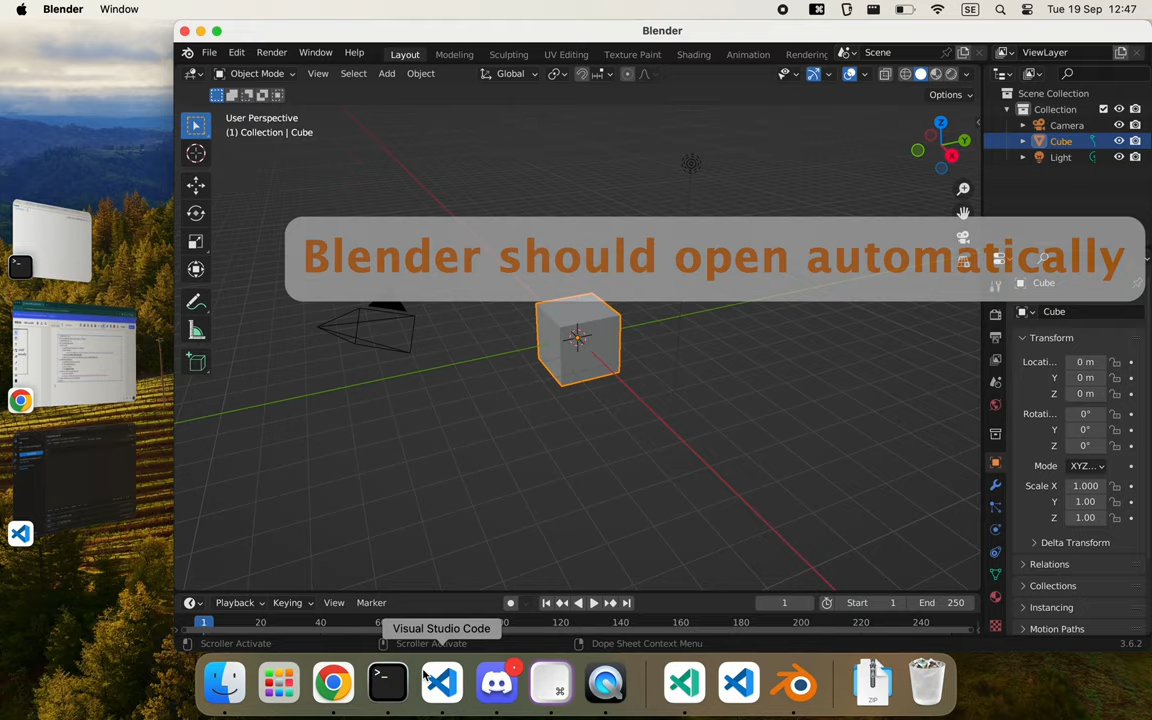 Blender Window
SE Tue 19 Sep 12:47
Blender
File Edit Render Window Help
Layout Modeling Sculpting UV Editing Texture Paint Shading Animation Rendering
Scene
ViewLayer
Object Mode View Select Add Object
Global
Options
User Perspective
(1) Collection | Cube
Z
Y
X
Scene Collection
Collection
Camera
Cube
Light
Blender should open automatically
Cube
Cube
Transform
Locati... 0 m
Y 0 m
Z 0 m
Rotati... 0°
Y 0°
Z 0°
Mode XYZ...
Scale X 1.000
Y 1.00
Z 1.00
Delta Transform
Relations
Collections
Instancing
Motion Paths
Playback Keying View Marker
1
Start 1
End 250
1 20 40 100 120 140 160 180 200 220 240
Visual Studio Code
Scroller Activate
Scroller Activate
Dope Sheet Context Menu
3.6.2
ZIP